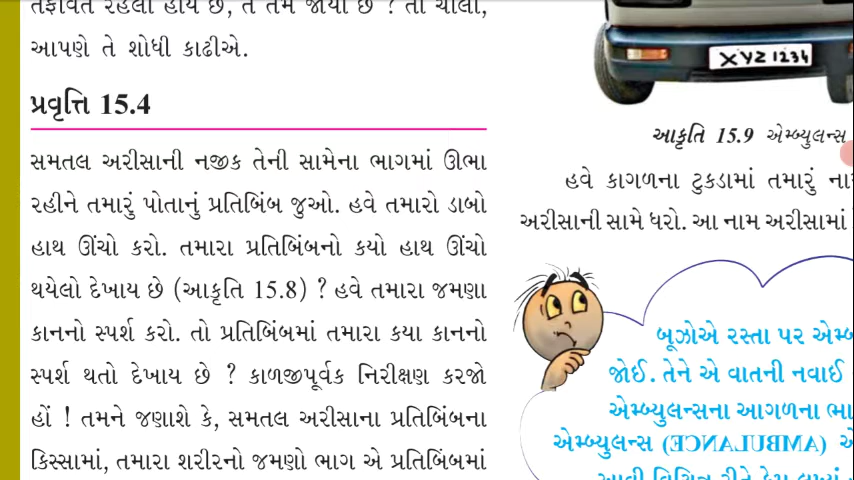 તફાવત રહેલો હોય છે, તે તમે જોયો છે ? તો ચાલો,
આપણે તે શોધી કાઢીએ.
પ્રવૃત્તિ 15.4
સમતલ અરીસાની નજીક તેની સામેના ભાગમાં ઊભા
રહીને તમારું પોતાનું પ્રતિબિંબ જુઓ. હવે તમારો ડાબો
હાથ ઊંચો કરો. તમારા પ્રતિબિંબનો કયો હાથ ઊંચો
થયેલો દેખાય છે (આકૃતિ 15.8) ? હવે તમારા જમણા
કાનનો સ્પર્શ કરો. તો પ્રતિબિંબમાં તમારા કયા કાનનો
સ્પર્શ થતો દેખાય છે ? કાળજીપૂર્વક નિરીક્ષણ કરજો
હોં ! તમને જણાશે કે, સમતલ અરીસાના પ્રતિબિંબના
કિસ્સામાં, તમારા શરીરનો જમણો ભાગ એ પ્રતિબિંબમાં
XYZ 1234
આકૃતિ 15.9 એમ્બ્યુલન્સ
હવે કાગળના ટુકડામાં તમારું
અરીસાની સામે ધરો. આ નામ અરીસામાં
બૂઝોએ રસ્તા પર
જોઈ. તેને એ વાતની નવાઈ
એમ્બ્યુલન્સના આગળના
એમ્બ્યુલન્સ (AMBULANCE)